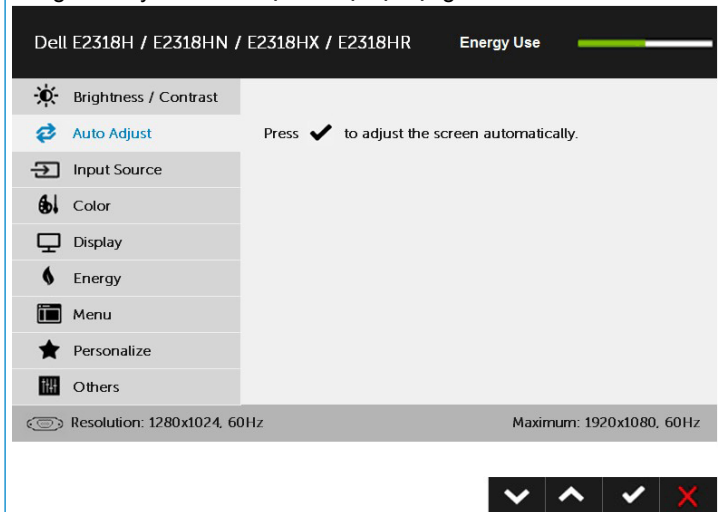 Dell E2318H / E2318HN / E2318HX / E2318HR Energy Use
Brightness / Contrast
Auto Adjust
Press ✔ to adjust the screen automatically.
Input Source
Color
Display
Energy
Menu
Personalize
Others
Resolution: 1280x1024, 60Hz Maximum: 1920x1080, 60Hz